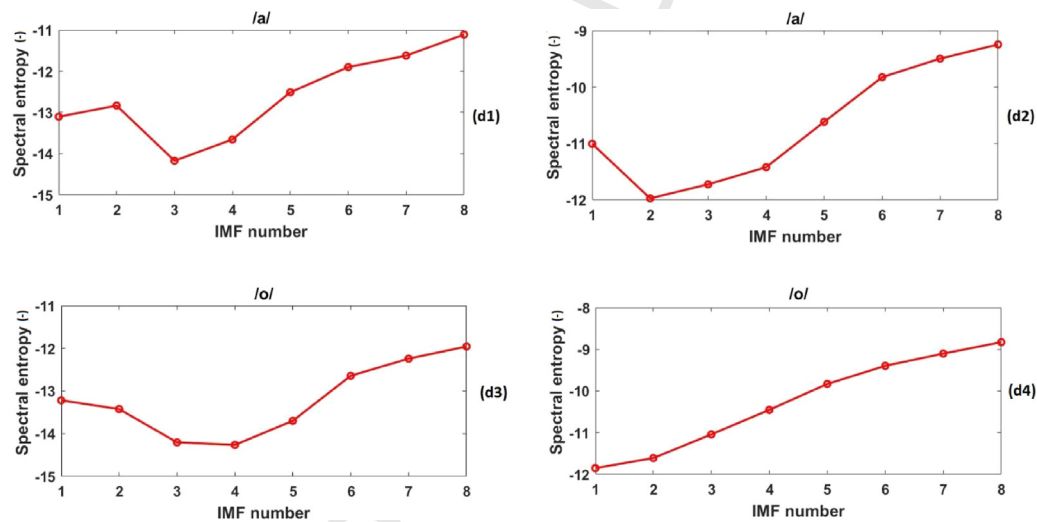 /a/
-11
-12
-13
-14
-15
Spectral entropy (-)
1 2 3 4 5 6 7 8
IMF number
(d1)
/a/
-9
-10
-11
-12
Spectral entropy (-)
1 2 3 4 5 6 7 8
IMF number
(d2)
/o/
-11
-12
-13
-14
-15
Spectral entropy (-)
1 2 3 4 5 6 7 8
IMF number
(d3)
/o/
-8
-9
-10
-11
-12
Spectral entropy (-)
1 2 3 4 5 6 7 8
IMF number
(d4)